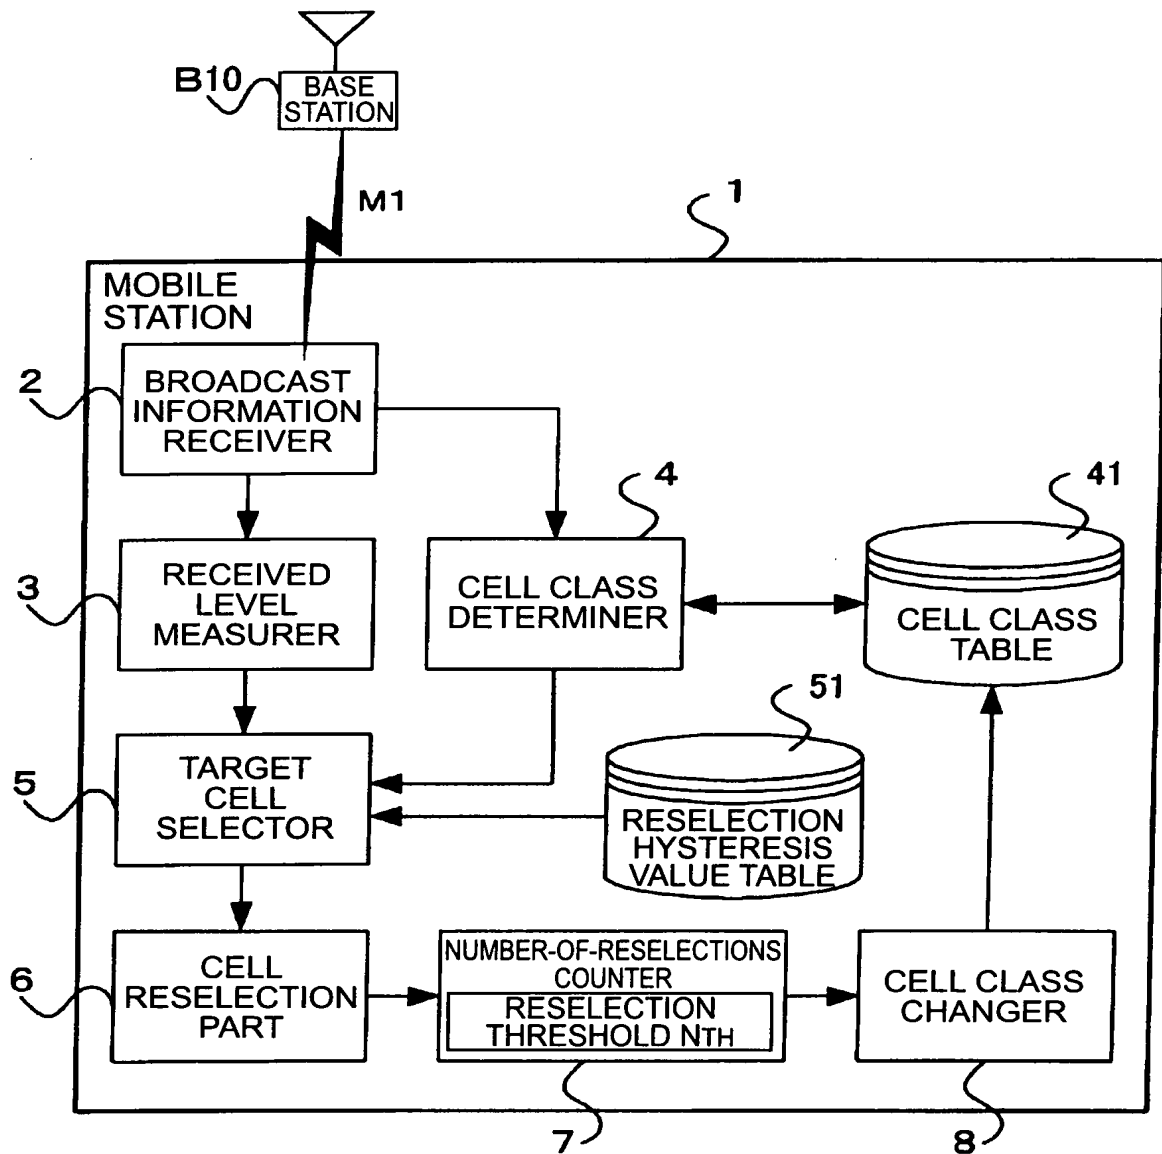 B10
BASE
STATION
M1
1
MOBILE
STATION
2
BROADCAST
INFORMATION
RECEIVER
4
41
3
RECEIVED
LEVEL
MEASURER
CELL CLASS
DETERMINER
CELL CLASS
TABLE
51
5
TARGET
CELL
SELECTOR
RESELECTION
HYSTERESIS
VALUE TABLE
6
CELL
RESELECTION
PART
NUMBER-OF-RESELECTIONS
COUNTER
RESELECTION
THRESHOLD NTH
CELL CLASS
CHANGER
7
8